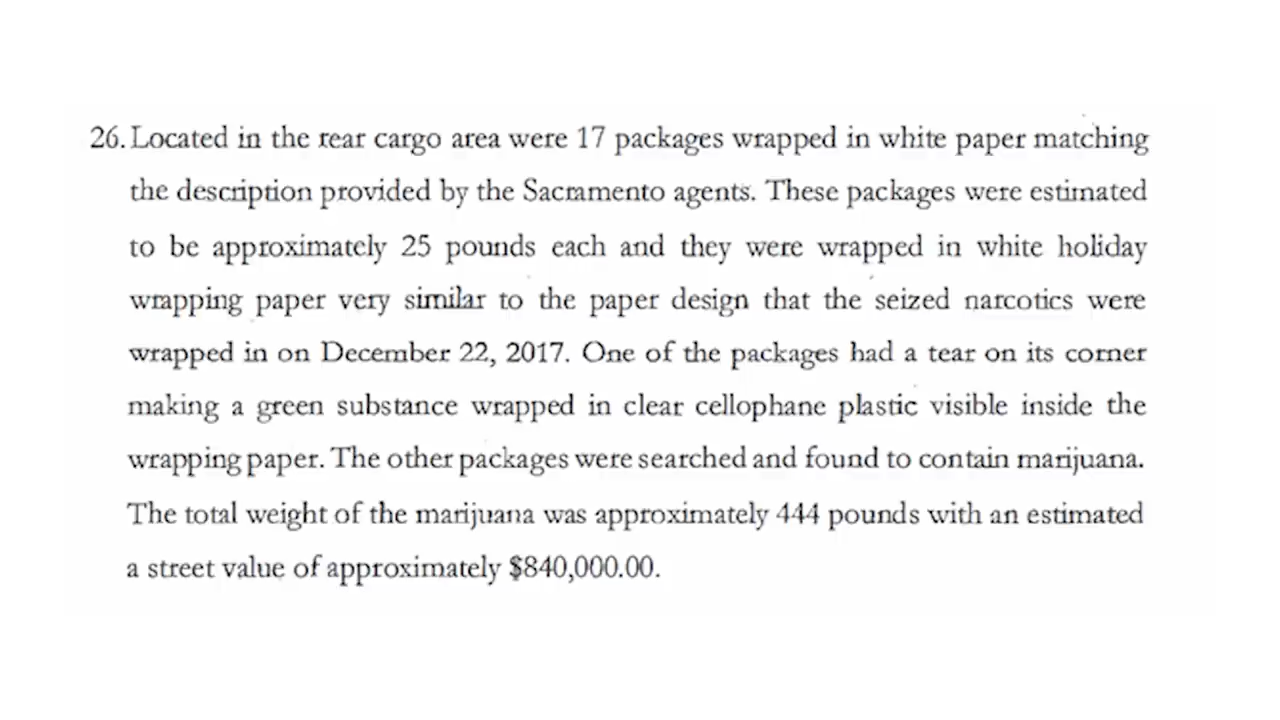 26. Located in the rear cargo area were 17 packages wrapped in white paper matching
the description provided by the Sacramento agents. These packages were estimated
to be approximately 25 pounds each and they were wrapped in white holiday
wrapping paper very similar to the paper design that the seized narcotics were
wrapped in on December 22, 2017. One of the packages had a tear on its corner
making a green substance wrapped in clear cellophane plastic visible inside the
wrapping paper. The other packages were searched and found to contain marijuana.
The total weight of the marijuana was approximately 444 pounds with an estimated
a street value of approximately $840,000.00.